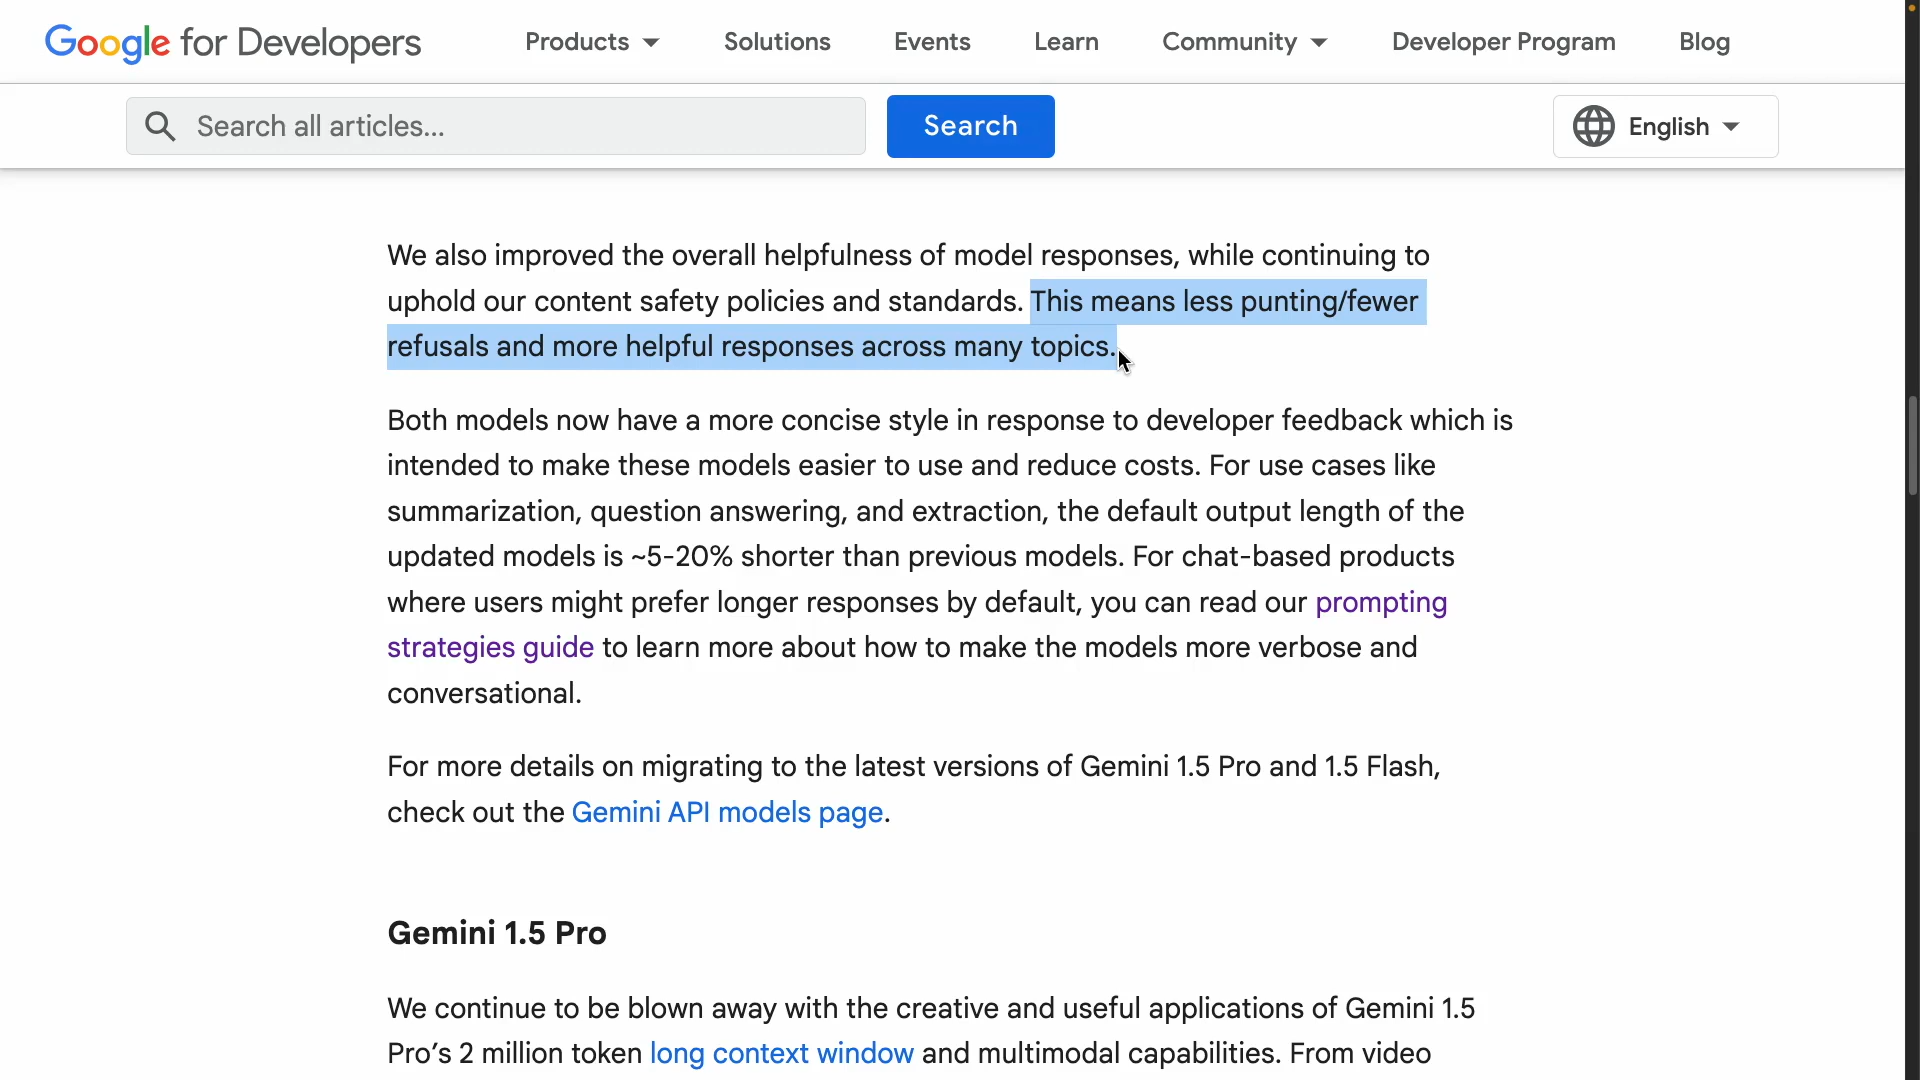 Google for Developers Products Solutions Events Learn Community Developer Program Blog
Search all articles... Search English
We also improved the overall helpfulness of model responses, while continuing to
uphold our content safety policies and standards. This means less punting/fewer
refusals and more helpful responses across many topics.
Both models now have a more concise style in response to developer feedback which is
intended to make these models easier to use and reduce costs. For use cases like
summarization, question answering, and extraction, the default output length of the
updated models is ~5-20% shorter than previous models. For chat-based products
where users might prefer longer responses by default, you can read our prompting
strategies guide to learn more about how to make the models more verbose and
conversational.
For more details on migrating to the latest versions of Gemini 1.5 Pro and 1.5 Flash,
check out the Gemini API models page.
Gemini 1.5 Pro
We continue to be blown away with the creative and useful applications of Gemini 1.5
Pro’s 2 million token long context window and multimodal capabilities. From video